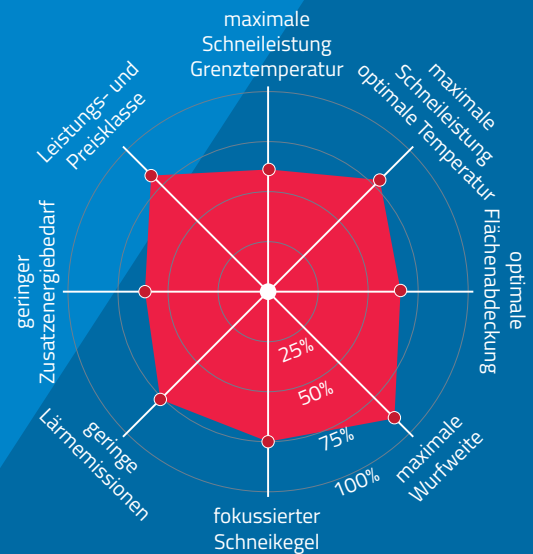 maximale
Schneileistung
Grenztemperatur
maximale
Schneileistung
optimale Temperatur
optimale
Flächenabdeckung
maximale
Wurfweite
fokussierter
Schneikegel
geringe
Lärmemissionen
geringer
Zusatzenergiebedarf
Leistungs- und
Preisklasse
25%
50%
75%
100%